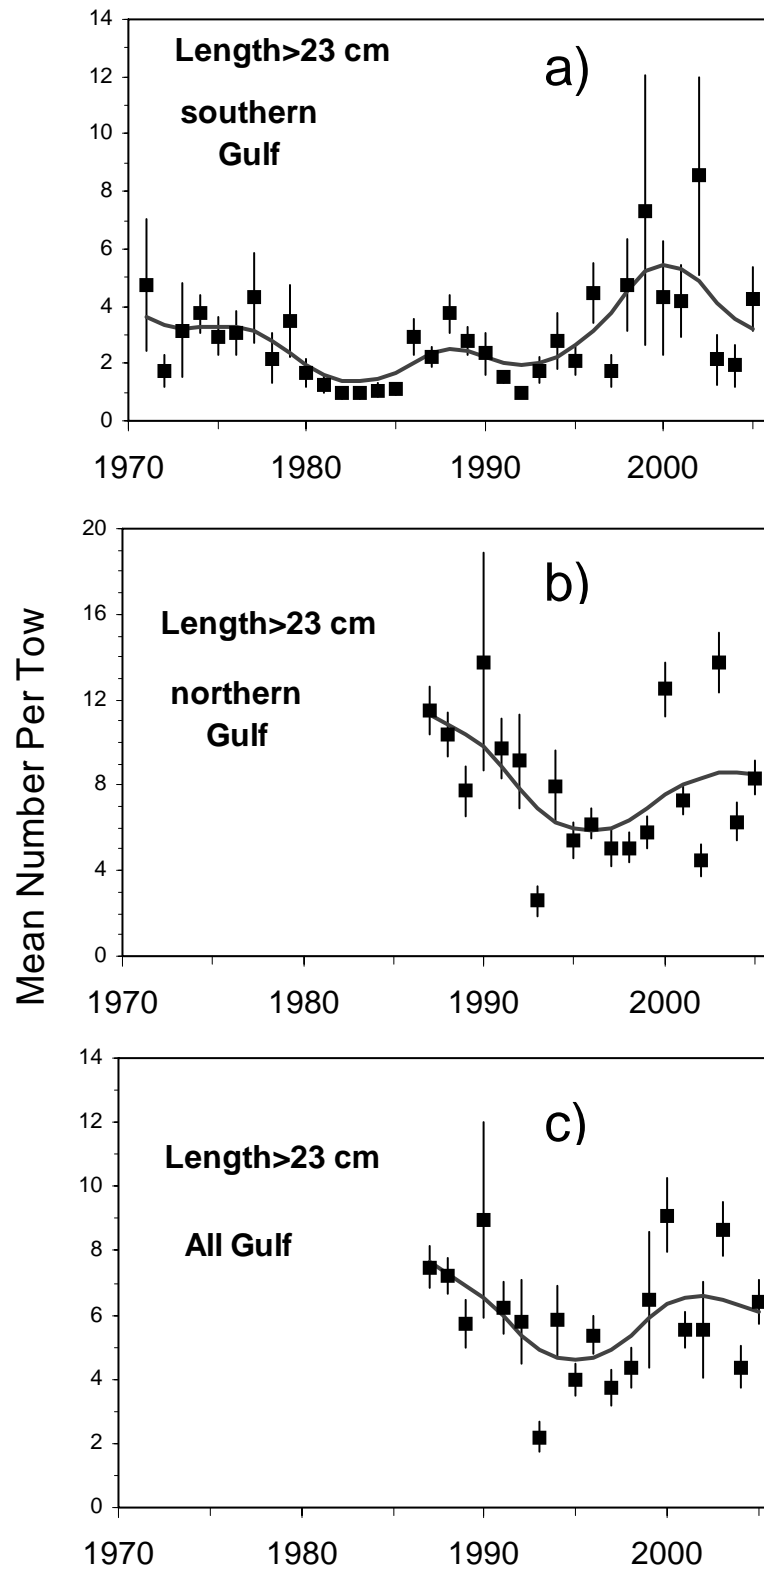 14
Length>23 cm
a)
12
southern
Gulf
10
8
6
4
2
0
1970
1980
1990
2000
Mean Number Per Tow
20
b)
16
Length>23 cm
northern
Gulf
12
8
4
0
1970
1980
1990
2000
14
c)
12
Length>23 cm
10
All Gulf
8
6
4
2
0
1970
1980
1990
2000